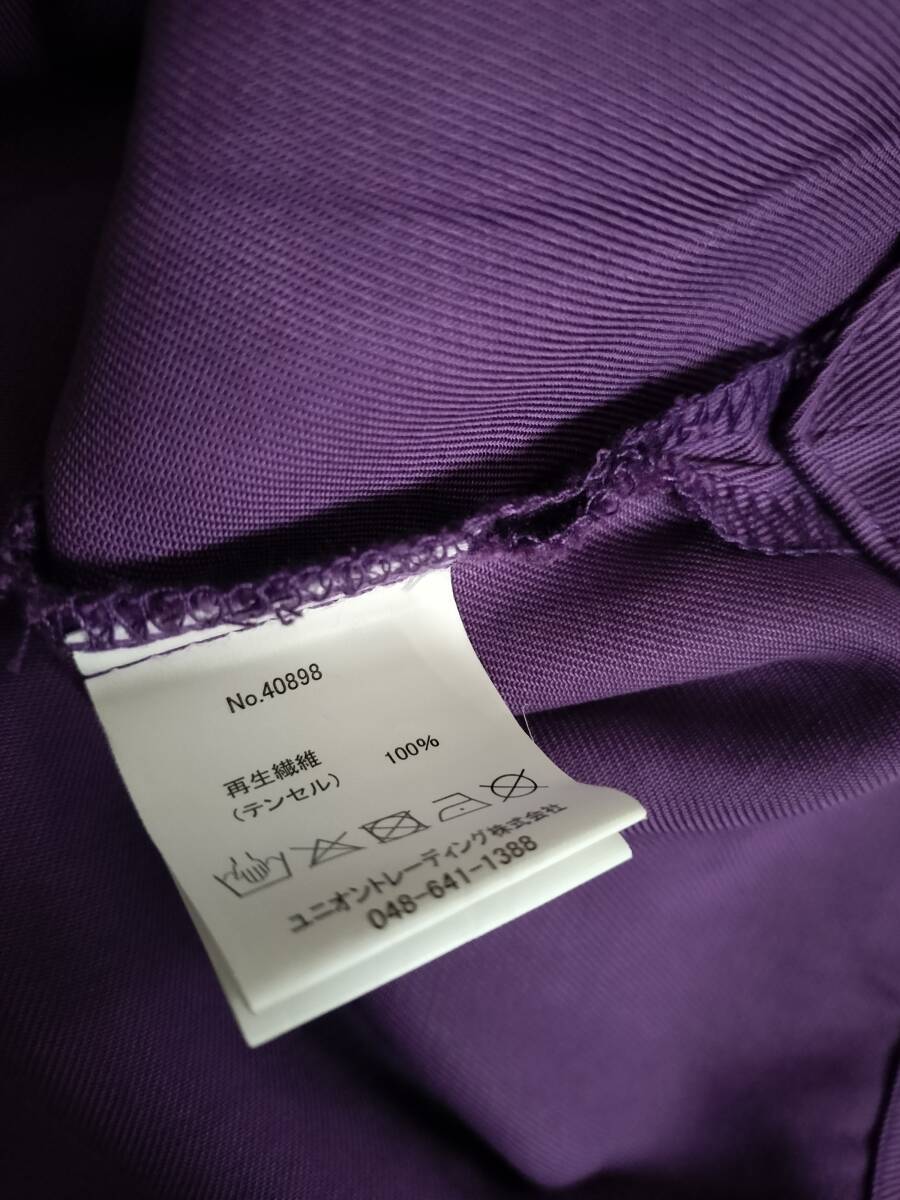 No.40898
再生繊維 100%
(テンセル)
ユニオントレーディング株式会社
048-641-1388